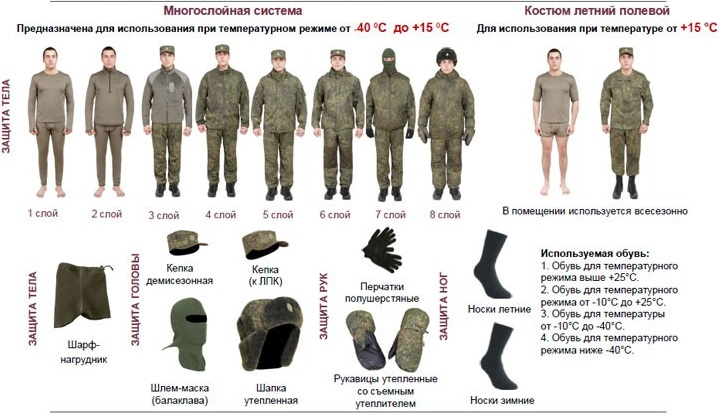 Многослойная система
Костюм летний полевой
Предназначена для использования при температурном режиме от -40 ⁰C до +15 ⁰C
Для использования при температуре от +15 °C
ЗАЩИТА ТЕЛА
1 слой
2 слой
3 слой
4 слой
5 слой
6 слой
7 слой
8 слой
В помещении используется всесезонно
ЗАЩИТА ТЕЛА
Шарф-
нагрудник
ЗАЩИТА ГОЛОВЫ
Кепка
демисезонная
Кепка
(к ЛПК)
Шлем-маска
(балаклава)
Шапка
утепленная
ЗАЩИТА РУК
Перчатки
полушерстяные
Рукавицы утепленные
со съемным
утеплителем
ЗАЩИТА НОГ
Носки летние
Носки зимние
Используемая обувь:
1. Обувь для температурного
режима выше +25°C.
2. Обувь для температурного
режима от -10°C до +25°C.
3. Обувь для температуры
от -10°C до -40°C.
4. Обувь для температурного
режима ниже -40°C.